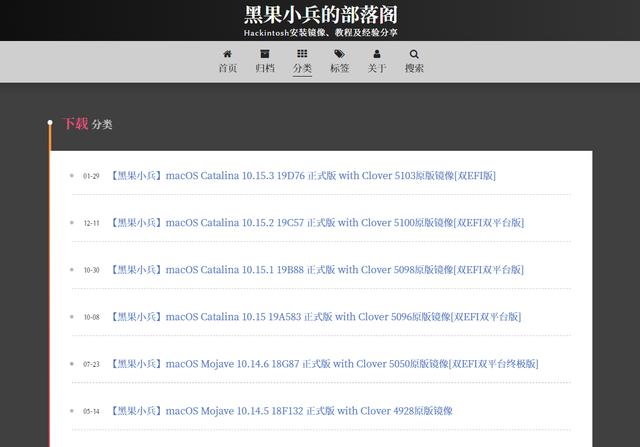 黑果小兵的部落阁
Hackintosh安装镜像、教程及经验分享
首页 归档 分类 标签 关于 搜索
下载 分类
01-29 【黑果小兵】macOS Catalina 10.15.3 19D76 正式版 with Clover 5103原版镜像[双EFI版]
12-11 【黑果小兵】macOS Catalina 10.15.2 19C57 正式版 with Clover 5100原版镜像[双EFI双平台版]
10-30 【黑果小兵】macOS Catalina 10.15.1 19B88 正式版 with Clover 5098原版镜像[双EFI双平台版]
10-08 【黑果小兵】macOS Catalina 10.15 19A583 正式版 with Clover 5096原版镜像[双EFI双平台版]
07-23 【黑果小兵】macOS Mojave 10.14.6 18G87 正式版 with Clover 5050原版镜像[双EFI双平台终极版]
05-14 【黑果小兵】macOS Mojave 10.14.5 18F132 正式版 with Clover 4928原版镜像